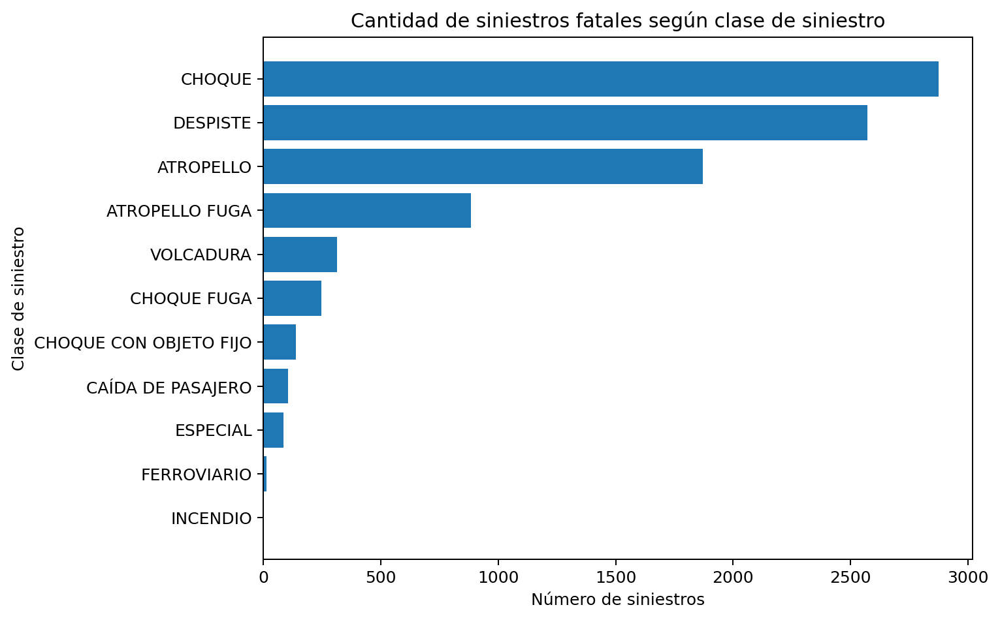 Cantidad de siniestros fatales según clase de siniestro
CHOQUE
DESPISTE
ATROPELLO
ATROPELLO FUGA
VOLCADURA
CHOQUE FUGA
CHOQUE CON OBJETO FIJO
CAÍDA DE PASAJERO
ESPECIAL
FERROVIARIO
INCENDIO
Clase de siniestro
0 500 1000 1500 2000 2500 3000
Número de siniestros